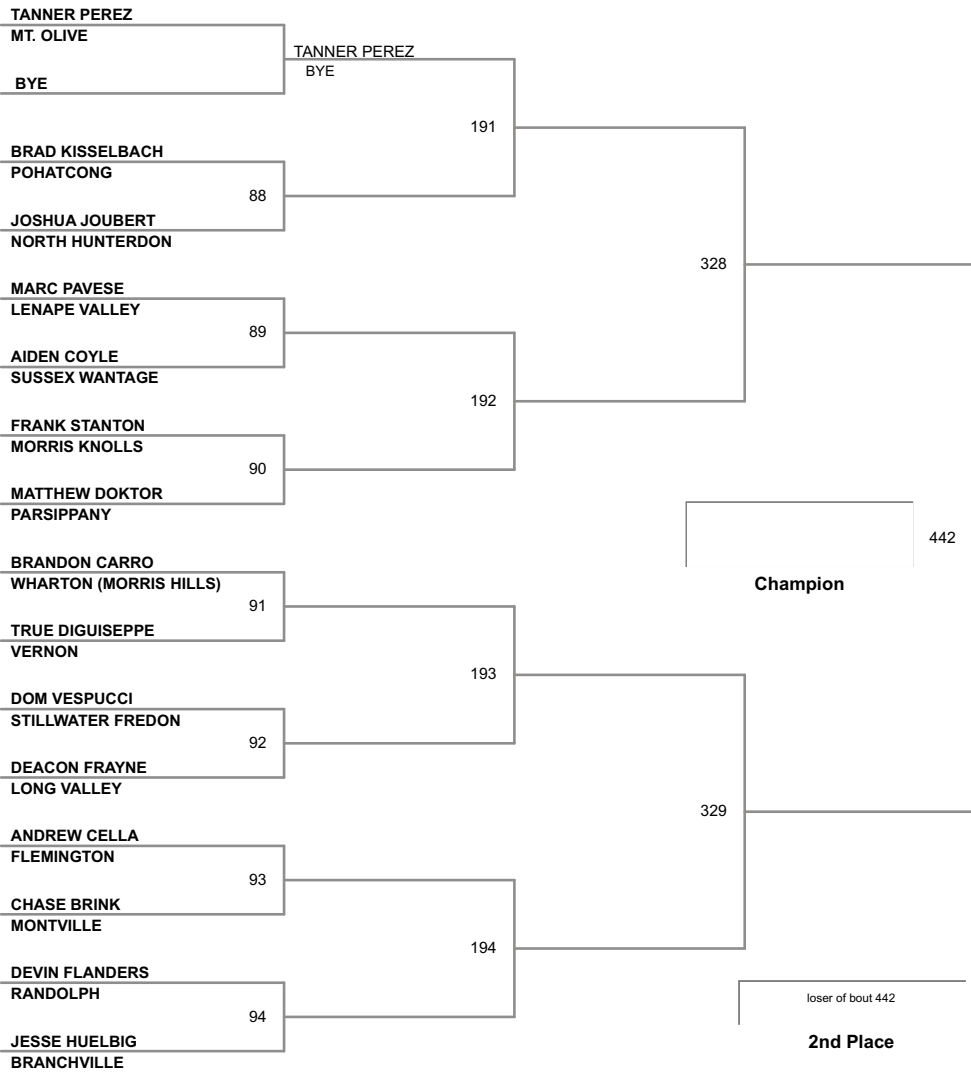 TANNER PEREZ
MT. OLIVE
TANNER PEREZ
BYE
BYE
191
BRAD KISSELBACH
POHATCONG
88
JOSHUA JOUBERT
NORTH HUNTERDON
328
MARC PAVESE
LENAPE VALLEY
89
AIDEN COYLE
SUSSEX WANTAGE
192
FRANK STANTON
MORRIS KNOLLS
90
MATTHEW DOKTOR
PARSIPPANY
442
Champion
BRANDON CARRO
WHARTON (MORRIS HILLS)
91
TRUE DIGUISEPPE
VERNON
193
DOM VESPUCCI
STILLWATER FREDON
92
DEACON FRAYNE
LONG VALLEY
329
ANDREW CELLA
FLEMINGTON
93
CHASE BRINK
MONTVILLE
194
DEVIN FLANDERS
RANDOLPH
94
JESSE HUELBIG
BRANCHVILLE
loser of bout 442
2nd Place